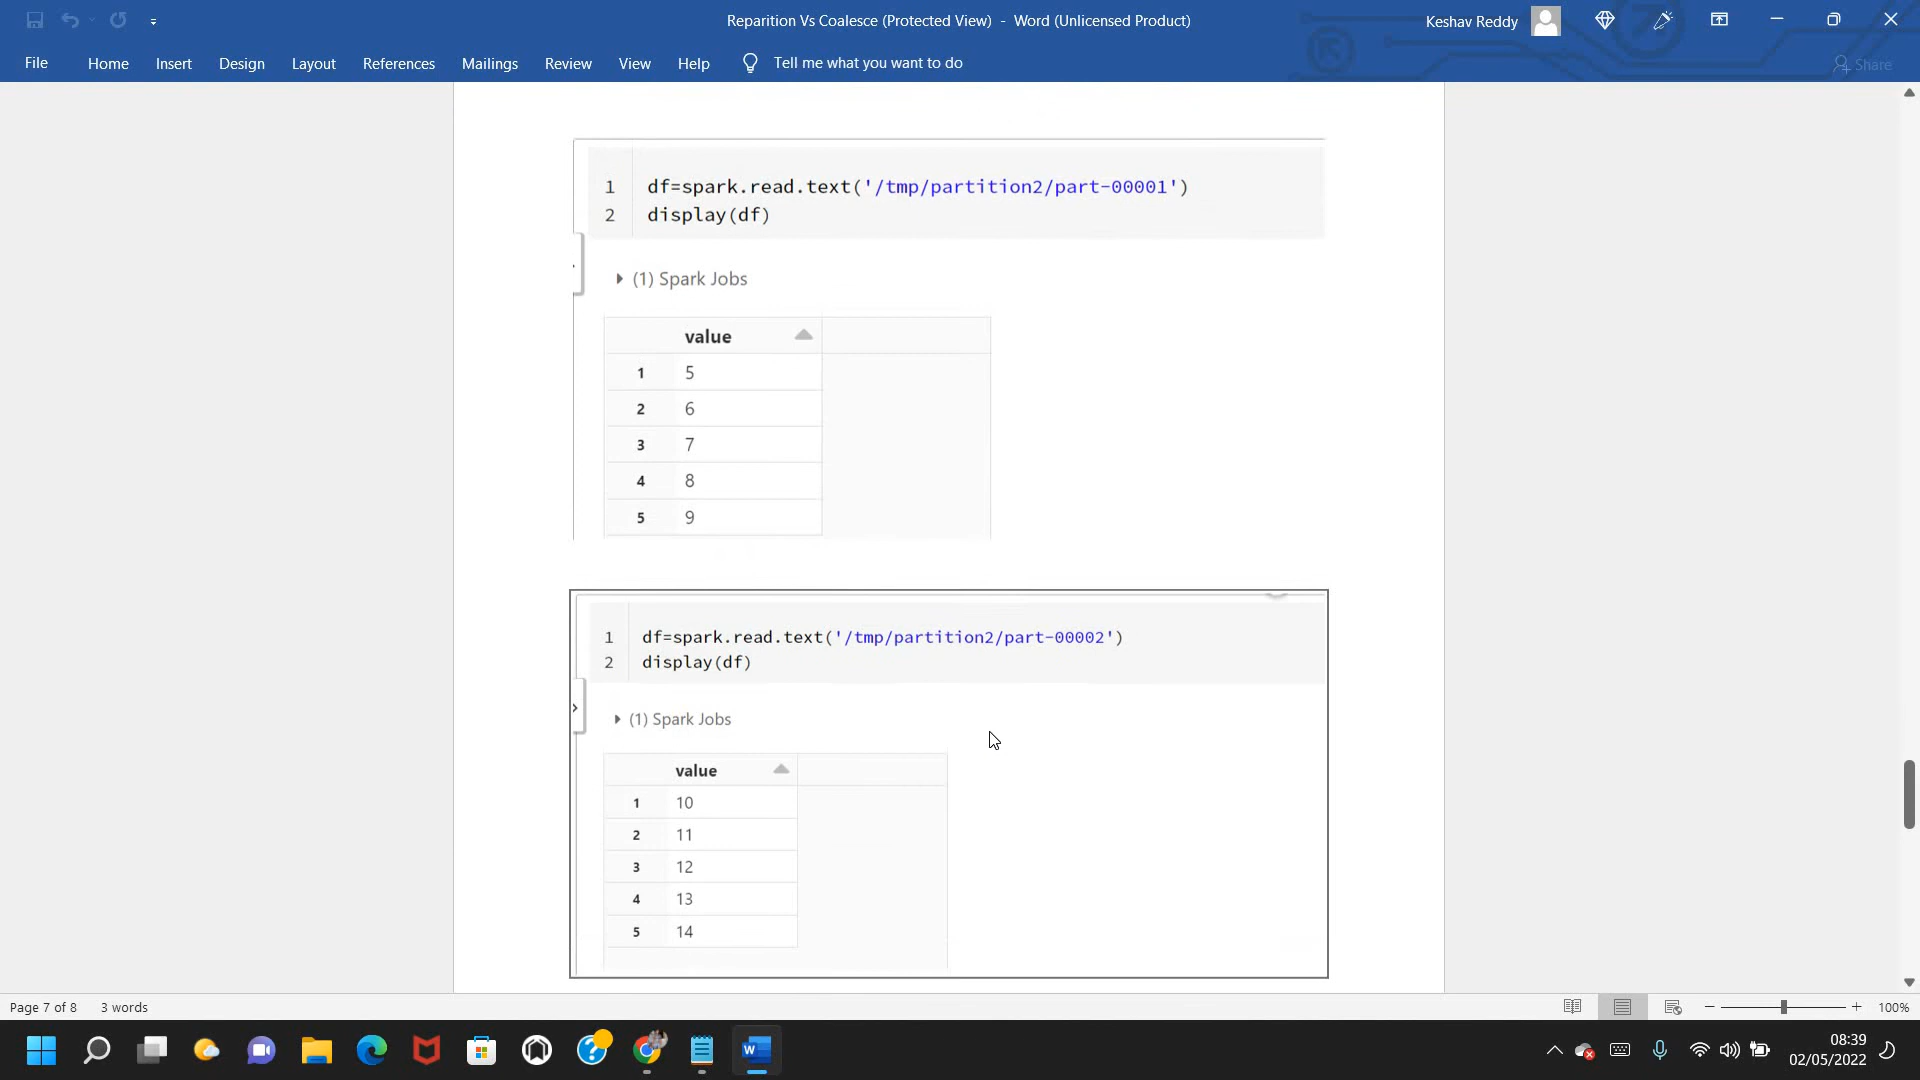 Reparition Vs Coalesce (Protected View) - Word (Unlicensed Product)
Keshav Reddy
File Home Insert Design Layout References Mailings Review View Help Tell me what you want to do
Share
1 df=spark.read.text('/tmp/partition2/part-00001')
2 display(df)
(1) Spark Jobs
value
1 5
2 6
3 7
4 8
5 9
1 df=spark.read.text('/tmp/partition2/part-00002')
2 display(df)
(1) Spark Jobs
value
1 10
2 11
3 12
4 13
5 14
Page 7 of 8 3 words
100%
08:39
02/05/2022